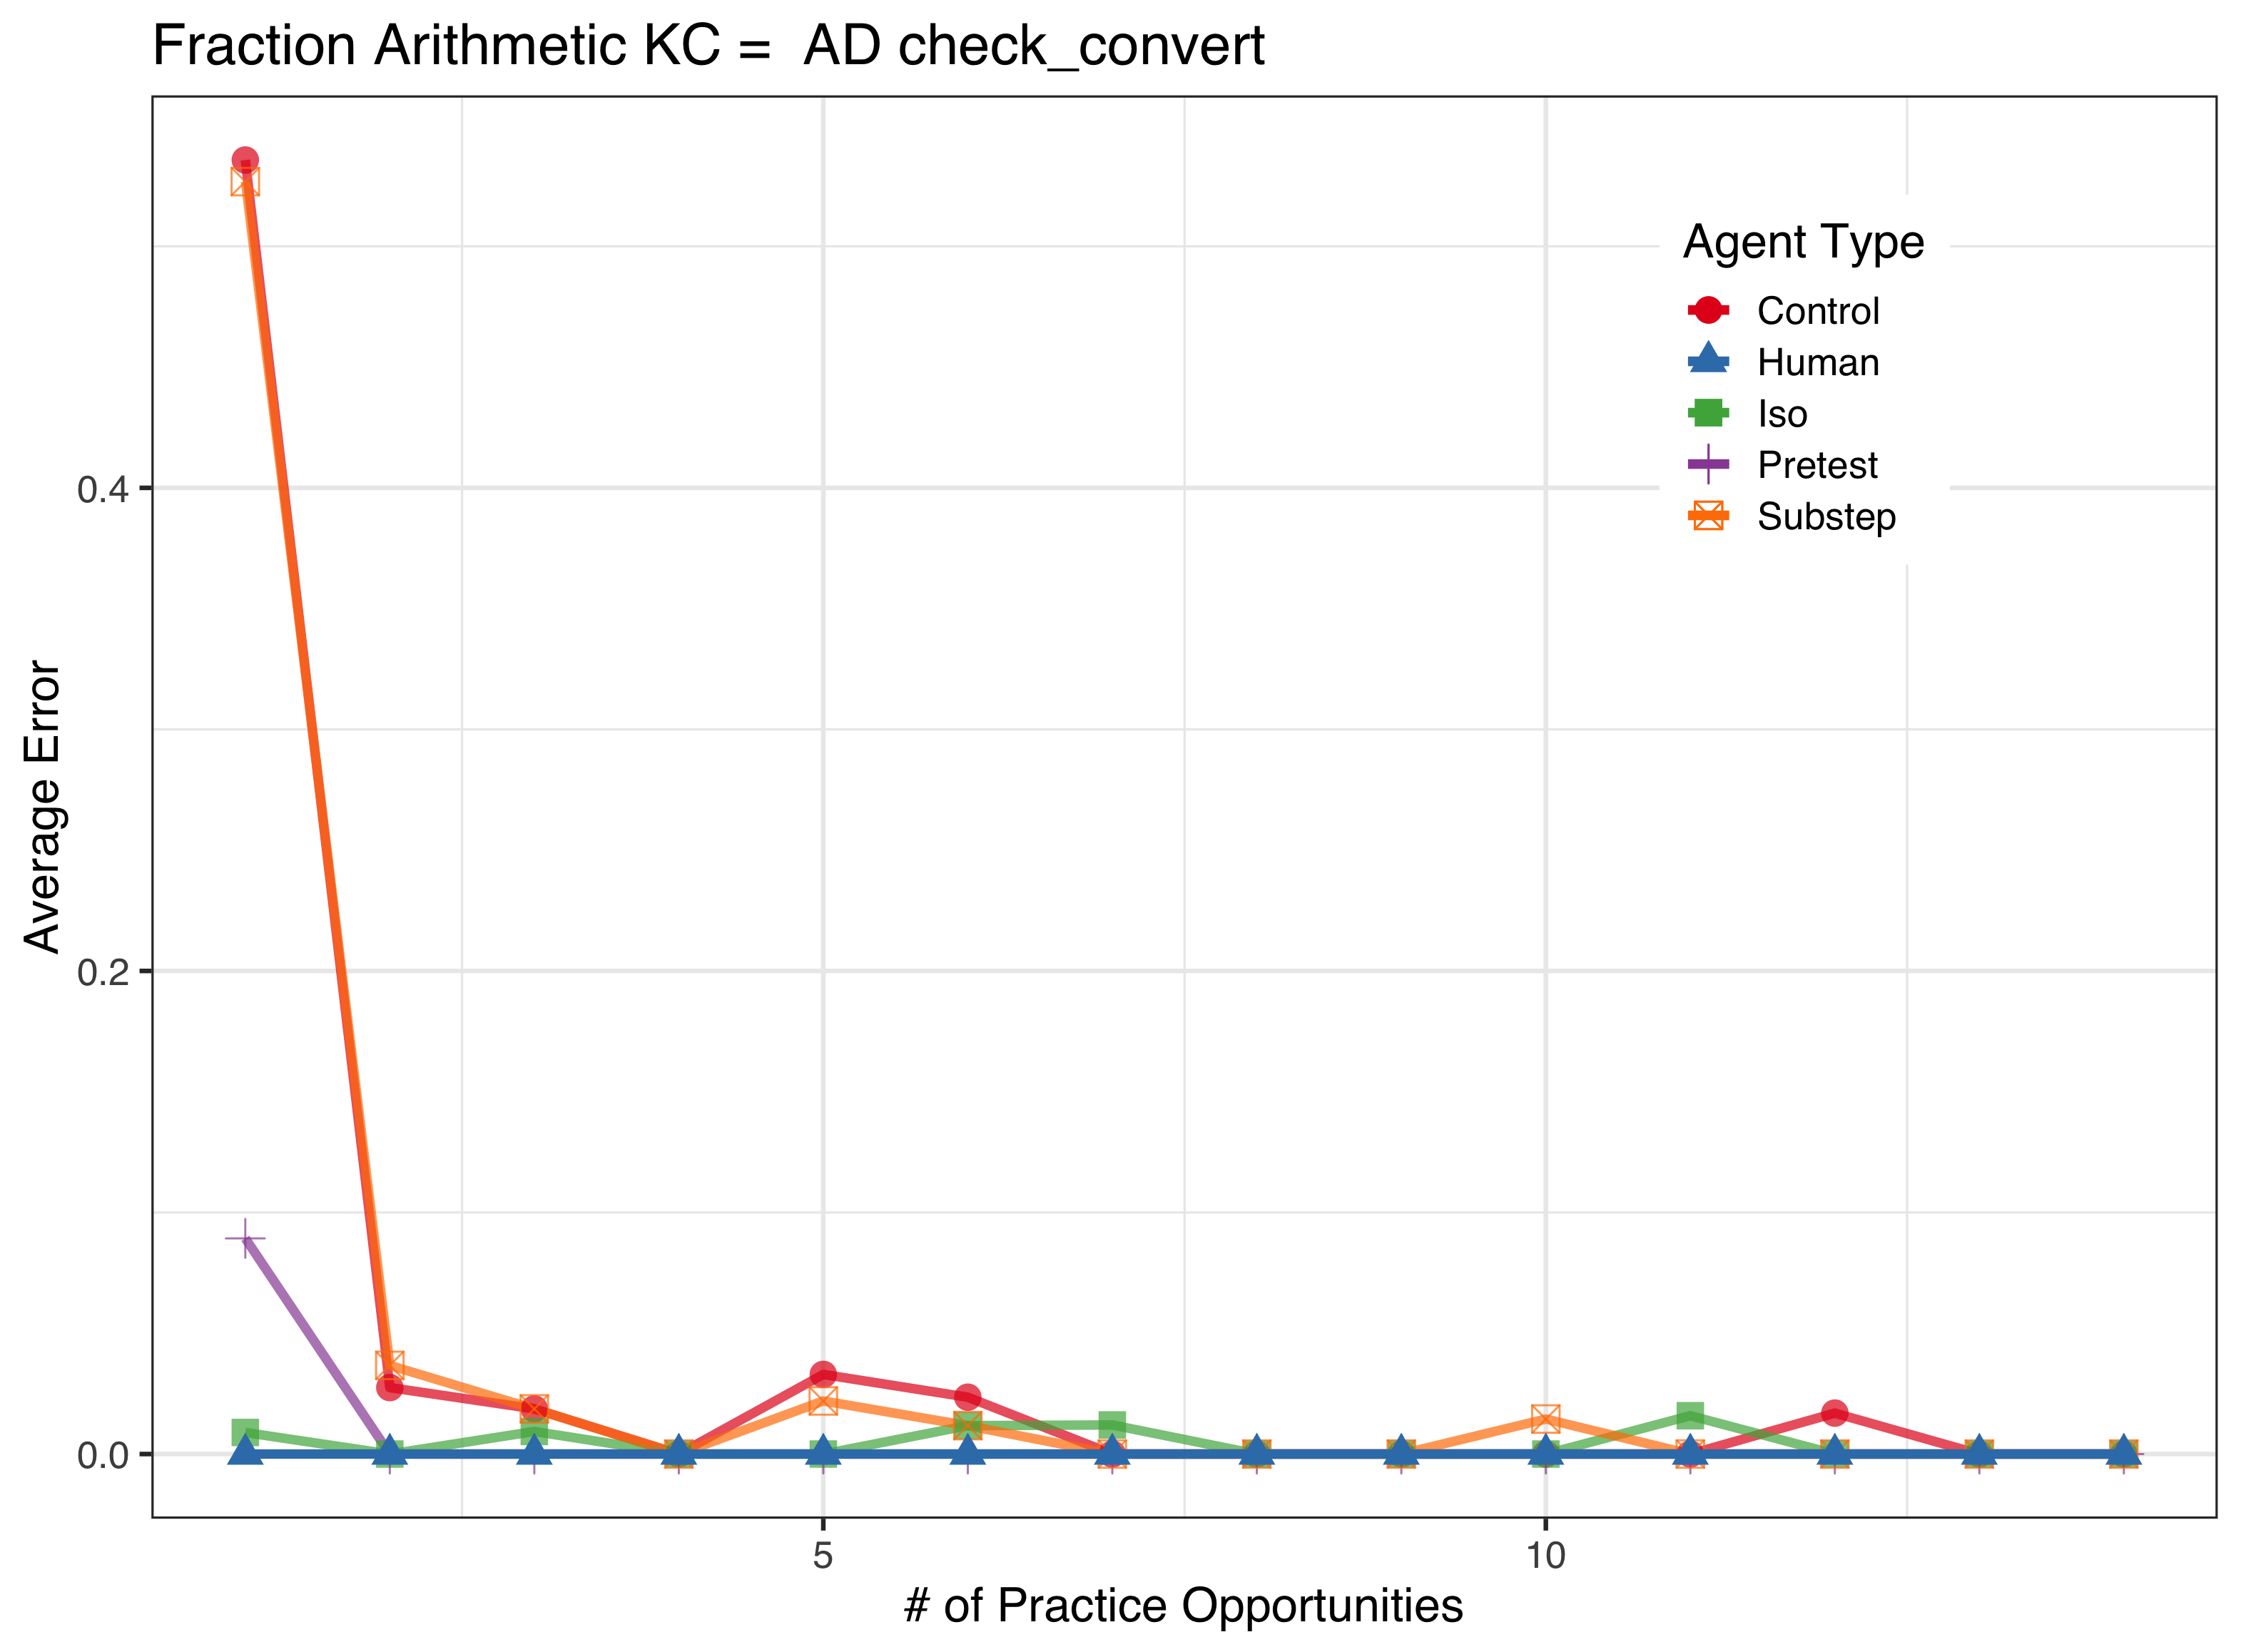 Fraction Arithmetic KC =  AD check_convert
Average Error
0.4
0.2
0.0
Agent Type
Control
Human
Iso
Pretest
Substep
5
10
# of Practice Opportunities